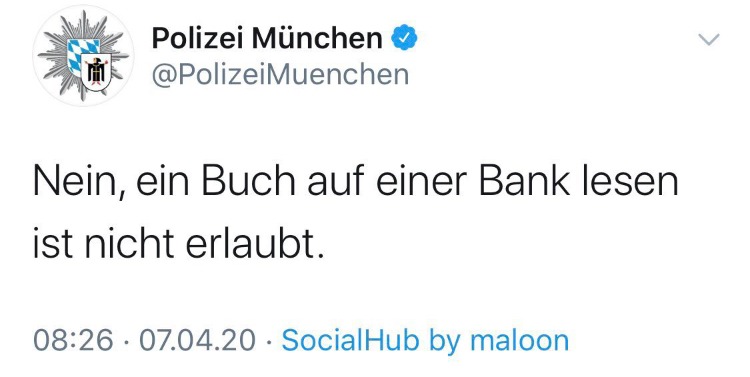 Polizei München
@PolizeiMuenchen
Nein, ein Buch auf einer Bank lesen
ist nicht erlaubt.
08:26 · 07.04.20 · SocialHub by maloon